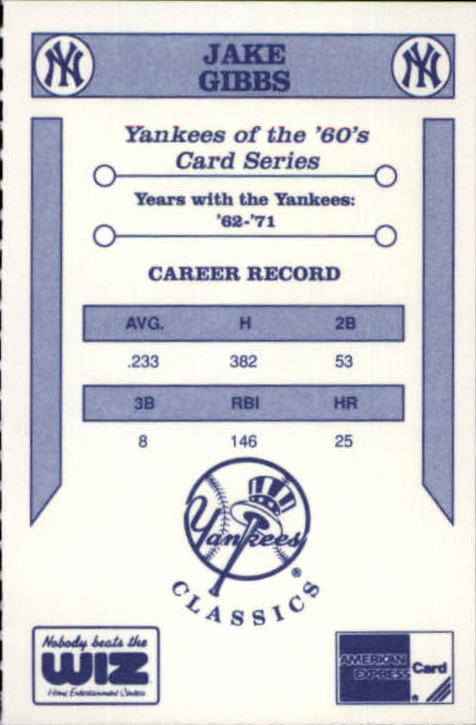 NY
JAKE
GIBBS
NY
Yankees of the '60's
Card Series
Years with the Yankees:
'62-'71
CAREER RECORD
AVG. H 2B
.233 382 53
3B RBI HR
8 146 25
Yankees
®
CLASSICS
Nobody beats the
WIZ
Home Entertainment Centers
AMERICAN
EXPRESS
Card
®